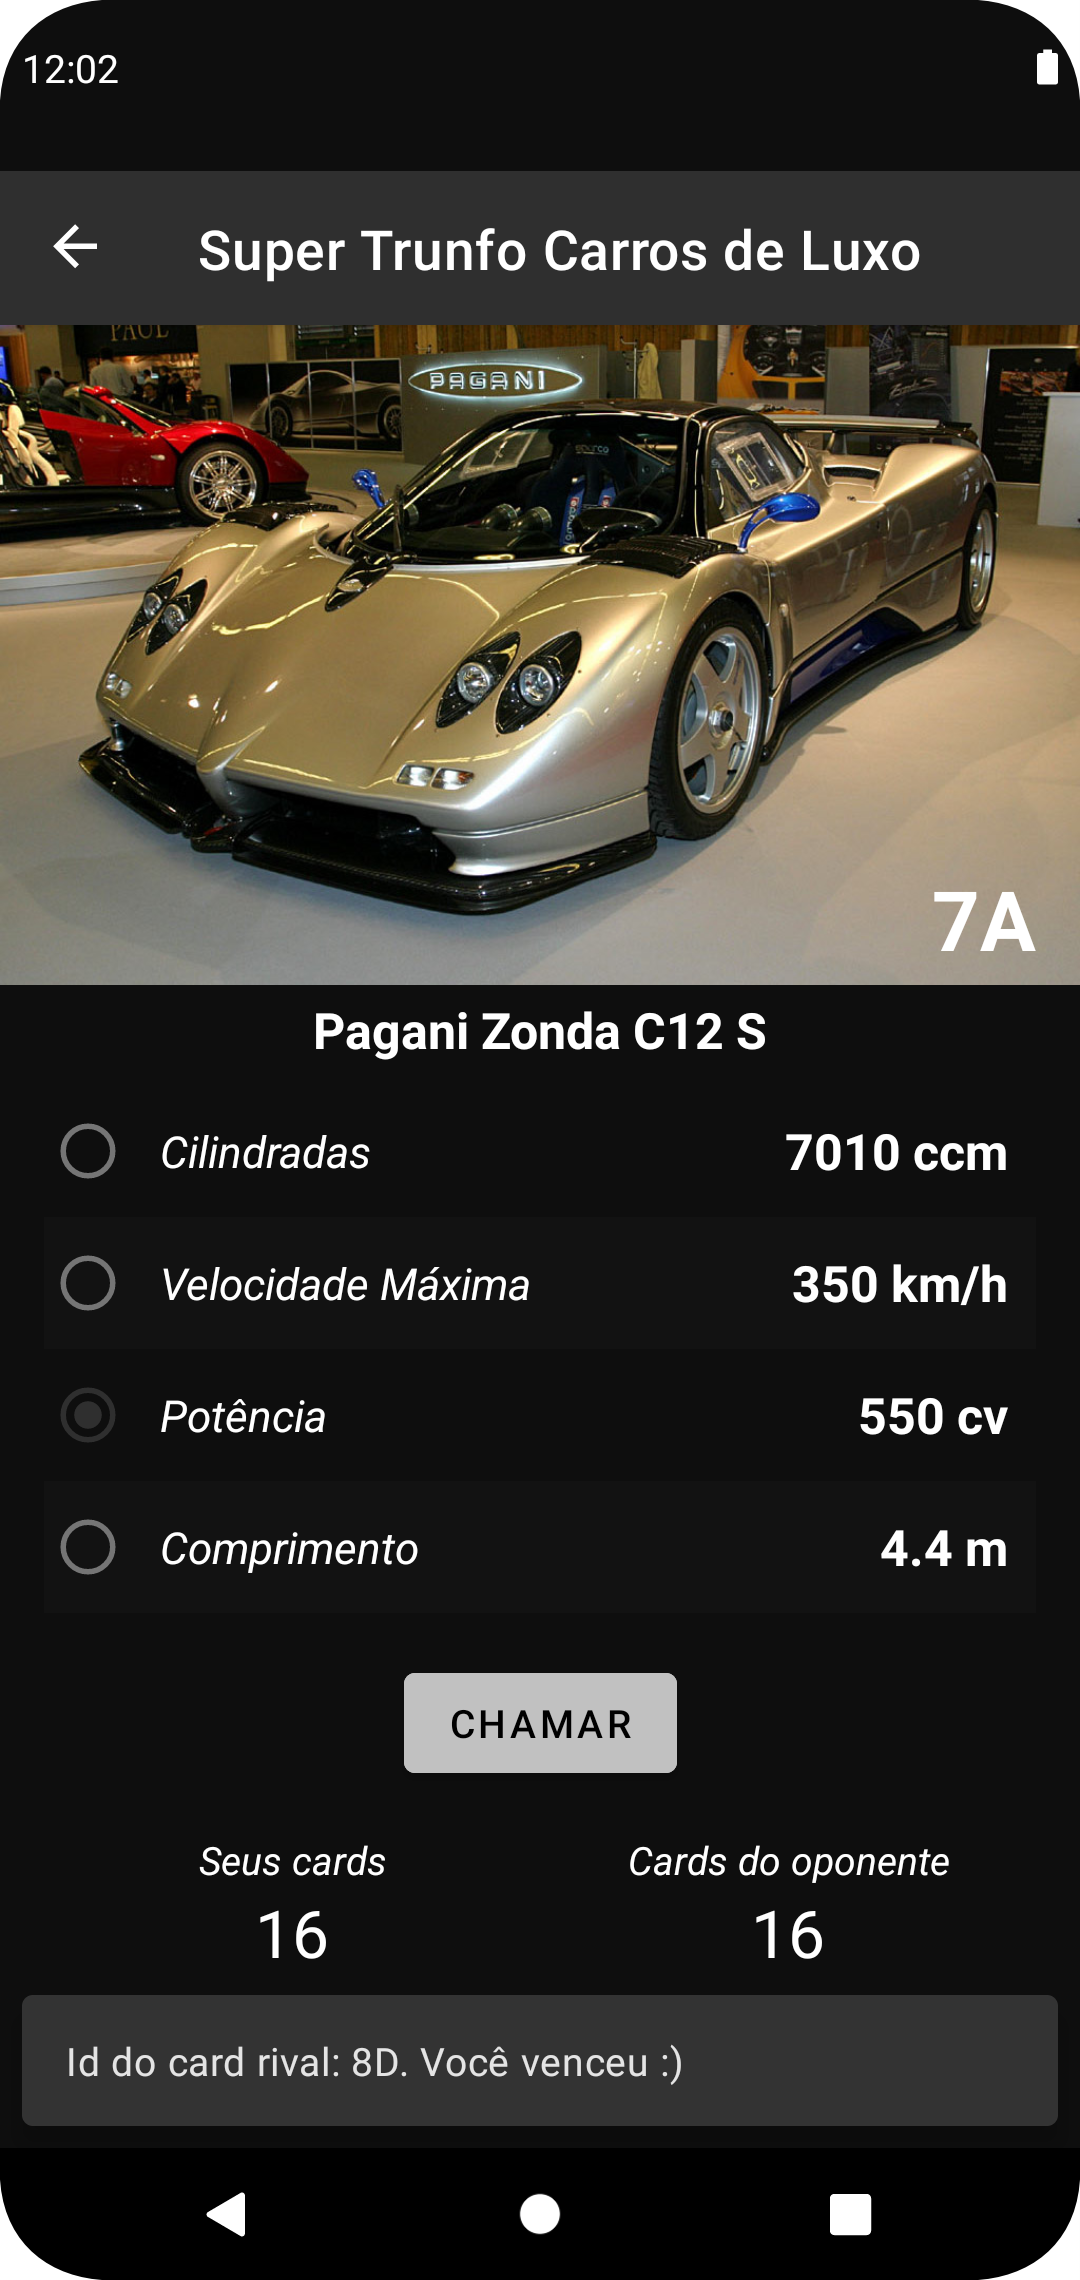 12:02
Super Trunfo Carros de Luxo
PAUL
PAGANI
7A
Pagani Zonda C12 S
Cilindradas 7010 ccm
Velocidade Máxima 350 km/h
Potência 550 cv
Comprimento 4.4 m
CHAMAR
Seus cards Cards do oponente
16 16
Id do card rival: 8D. Você venceu :)